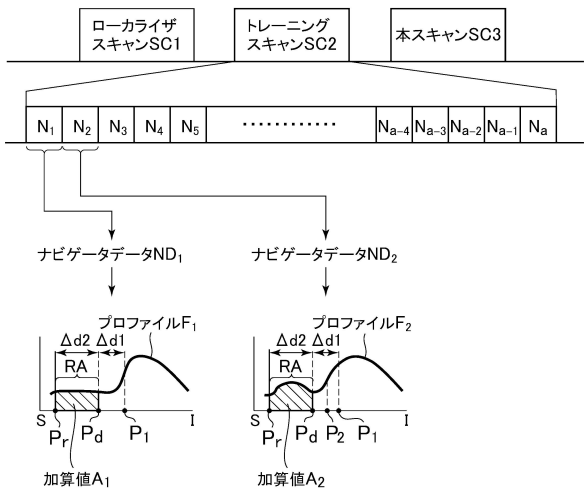 ローカライザ
スキャンSC1
トレーニング
スキャンSC2
本スキャンSC3
N1 N2 N3 N4 N5 ············ Na-4 Na-3 Na-2 Na-1 Na
ナビゲータデータND1
ナビゲータデータND2
プロファイルF1
Δd2 Δd1
RA
S Pr Pd P1 I
加算値A1
プロファイルF2
Δd2 Δd1
RA
S Pr Pd P2 P1 I
加算値A2